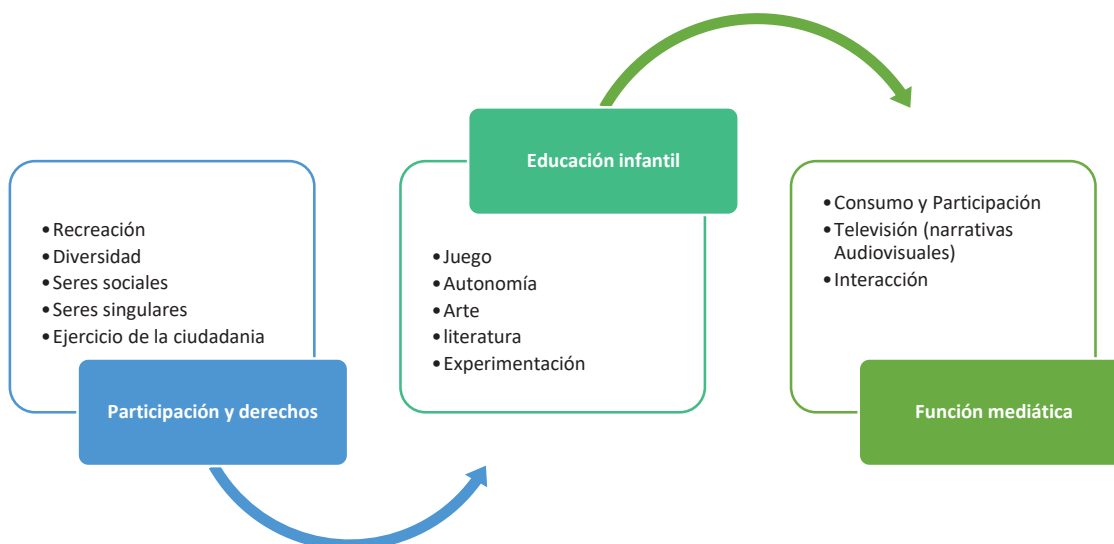 •Recreación
•Diversidad
•Seres sociales
•Seres singulares
•Ejercicio de la ciudadania
Participación y derechos
Educación infantil
•Juego
•Autonomía
•Arte
•literatura
•Experimentación
•Consumo y Participación
•Televisión (narrativas
Audiovisuales)
•Interacción
Función mediática